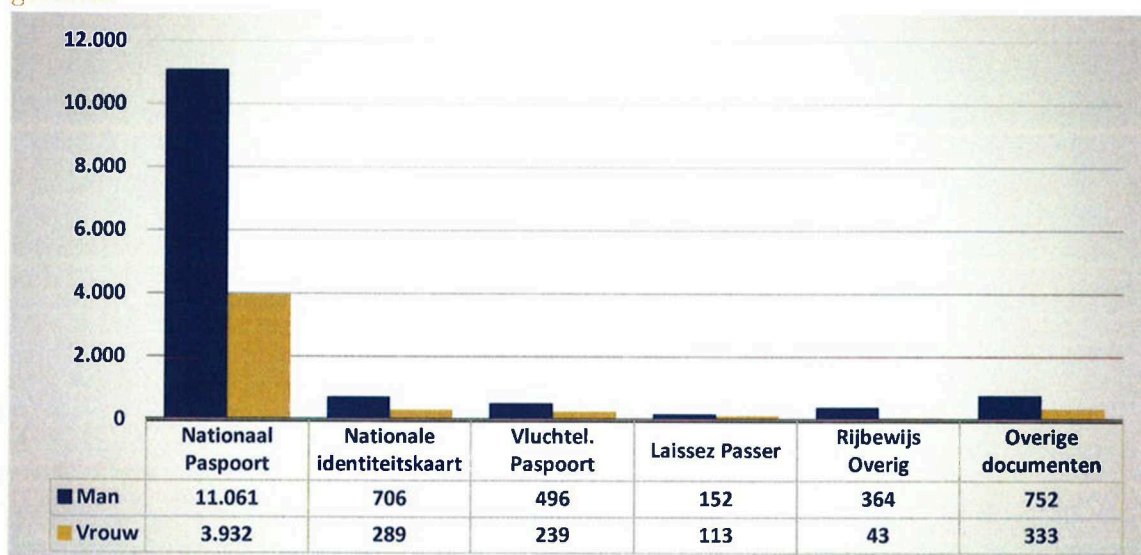 12.000
10.000
8.000
6.000
4.000
2.000
0
Nationaal Paspoort
Nationale identiteitskaart
Vluchtel. Paspoort
Laissez Passer
Rijbewijs Overig
Overige documenten
Man 11.061 706 496 152 364 752
Vrouw 3.932 289 239 113 43 333